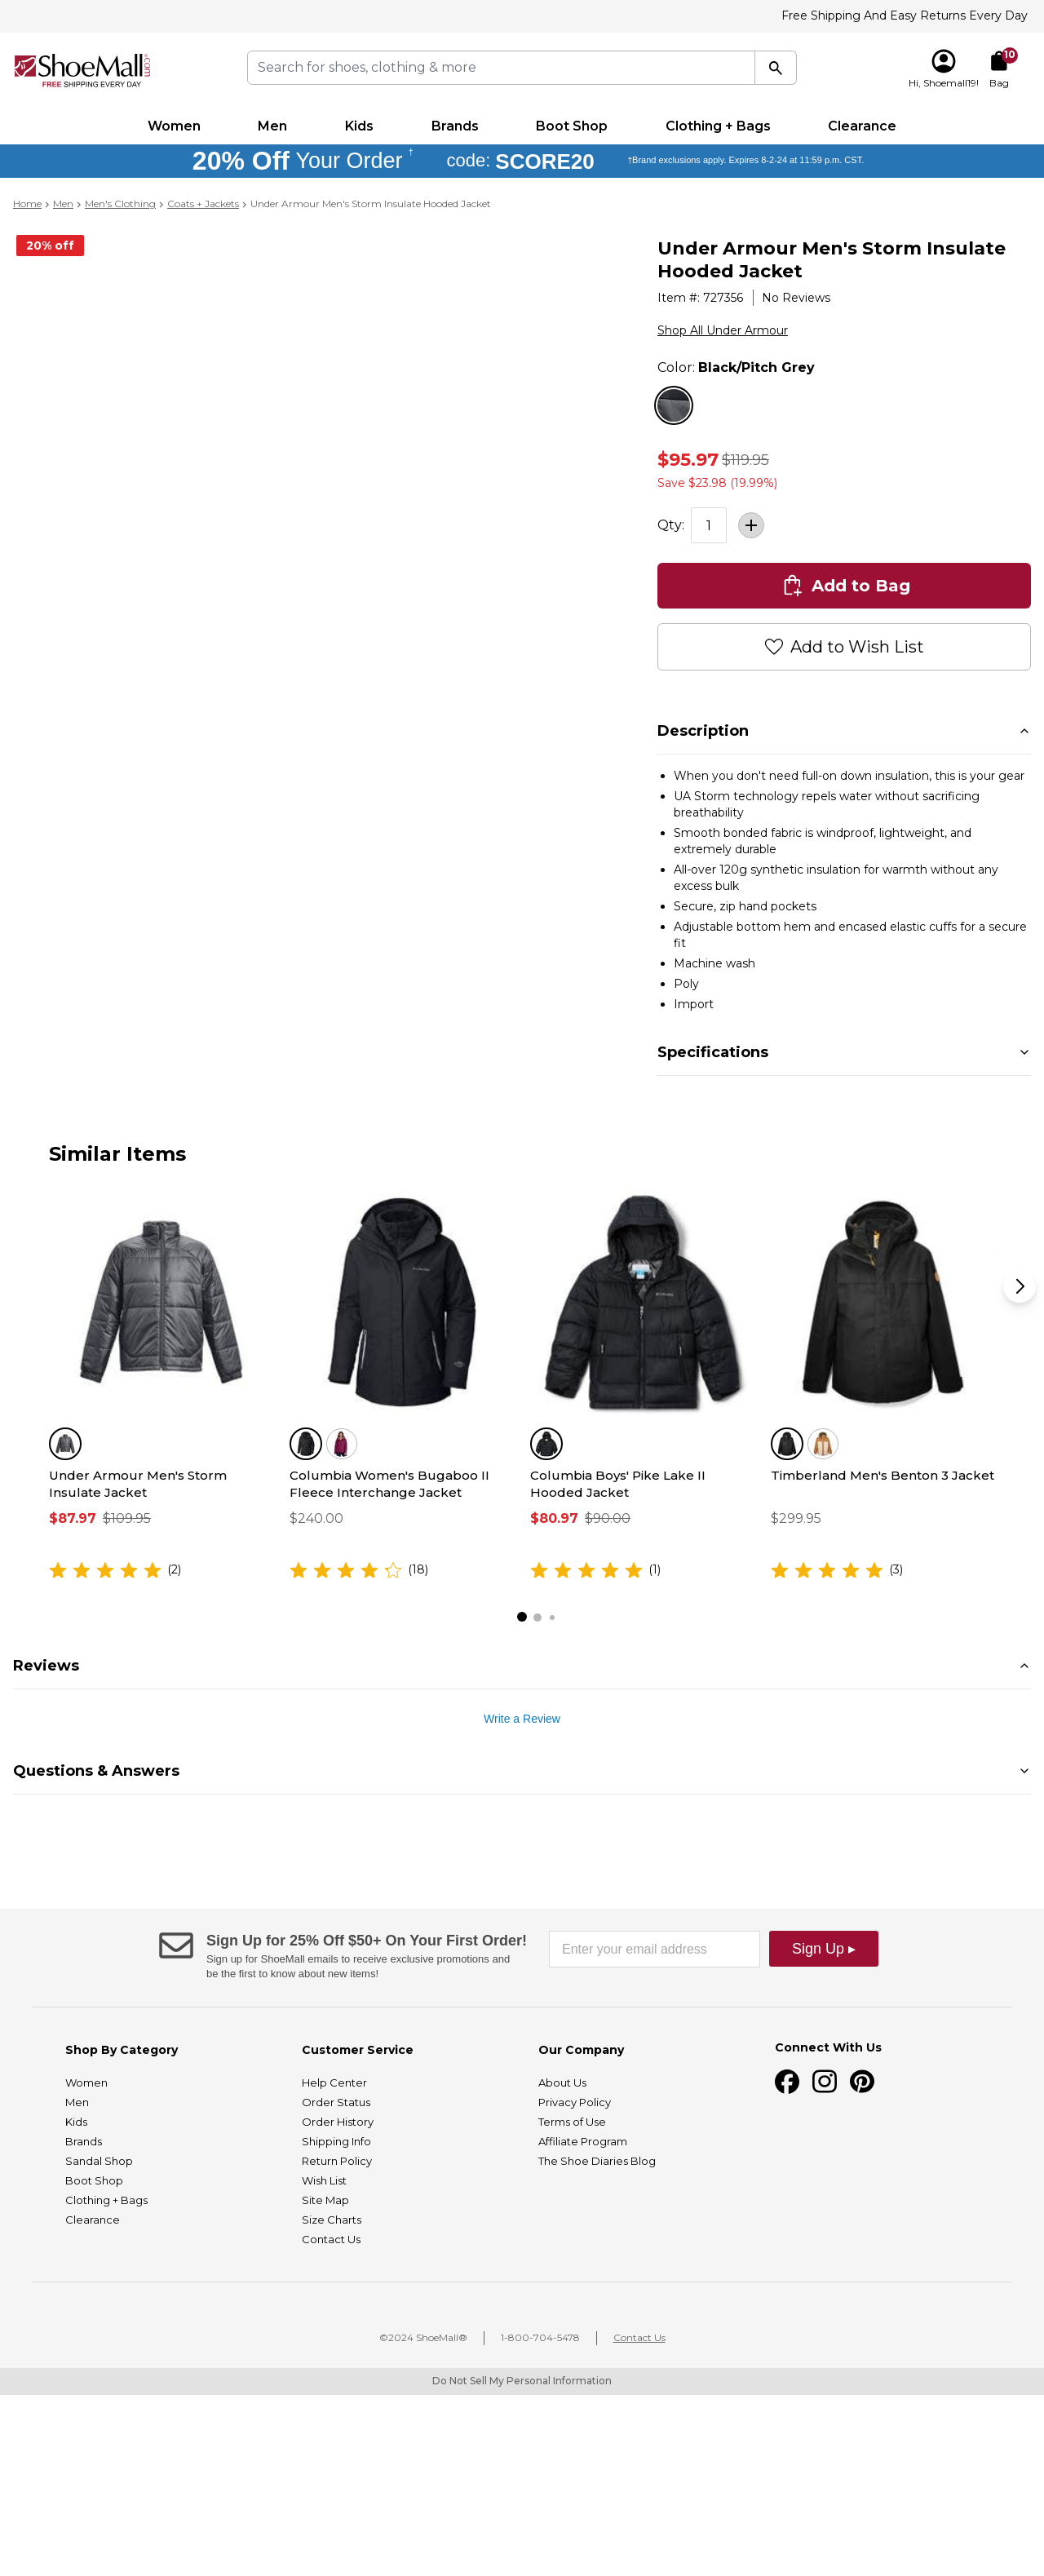 Free Shipping And Easy Returns Every Day
ShoeMall.com
FREE SHIPPING EVERY DAY
Search for shoes, clothing & more
10
Hi, Shoemall19!
Bag
Women
Men
Kids
Brands
Boot Shop
Clothing + Bags
Clearance
20% Off Your Order † code: SCORE20 †Brand exclusions apply. Expires 8-2-24 at 11:59 p.m. CST.
Home > Men > Men's Clothing > Coats + Jackets > Under Armour Men's Storm Insulate Hooded Jacket
20% off
Under Armour Men's Storm Insulate
Hooded Jacket
Item #: 727356 | No Reviews
Shop All Under Armour
Color: Black/Pitch Grey
$95.97 $119.95
Save $23.98 (19.99%)
Qty: 1
Add to Bag
Add to Wish List
Description
• When you don't need full-on down insulation, this is your gear
• UA Storm technology repels water without sacrificing
breathability
• Smooth bonded fabric is windproof, lightweight, and
extremely durable
• All-over 120g synthetic insulation for warmth without any
excess bulk
• Secure, zip hand pockets
• Adjustable bottom hem and encased elastic cuffs for a secure
fit
• Machine wash
• Poly
• Import
Specifications
Similar Items
Under Armour Men's Storm
Insulate Jacket
$87.97 $109.95
(2)
Columbia Women's Bugaboo II
Fleece Interchange Jacket
$240.00
(18)
Columbia Boys' Pike Lake II
Hooded Jacket
$80.97 $90.00
(1)
Timberland Men's Benton 3 Jacket
$299.95
(3)
Reviews
Write a Review
Questions & Answers
Sign Up for 25% Off $50+ On Your First Order!
Sign up for ShoeMall emails to receive exclusive promotions and
be the first to know about new items!
Enter your email address
Sign Up ▸
Shop By Category
Women
Men
Kids
Brands
Sandal Shop
Boot Shop
Clothing + Bags
Clearance
Customer Service
Help Center
Order Status
Order History
Shipping Info
Return Policy
Wish List
Site Map
Size Charts
Contact Us
Our Company
About Us
Privacy Policy
Terms of Use
Affiliate Program
The Shoe Diaries Blog
Connect With Us
©2024 ShoeMall® | 1-800-704-5478 | Contact Us
Do Not Sell My Personal Information